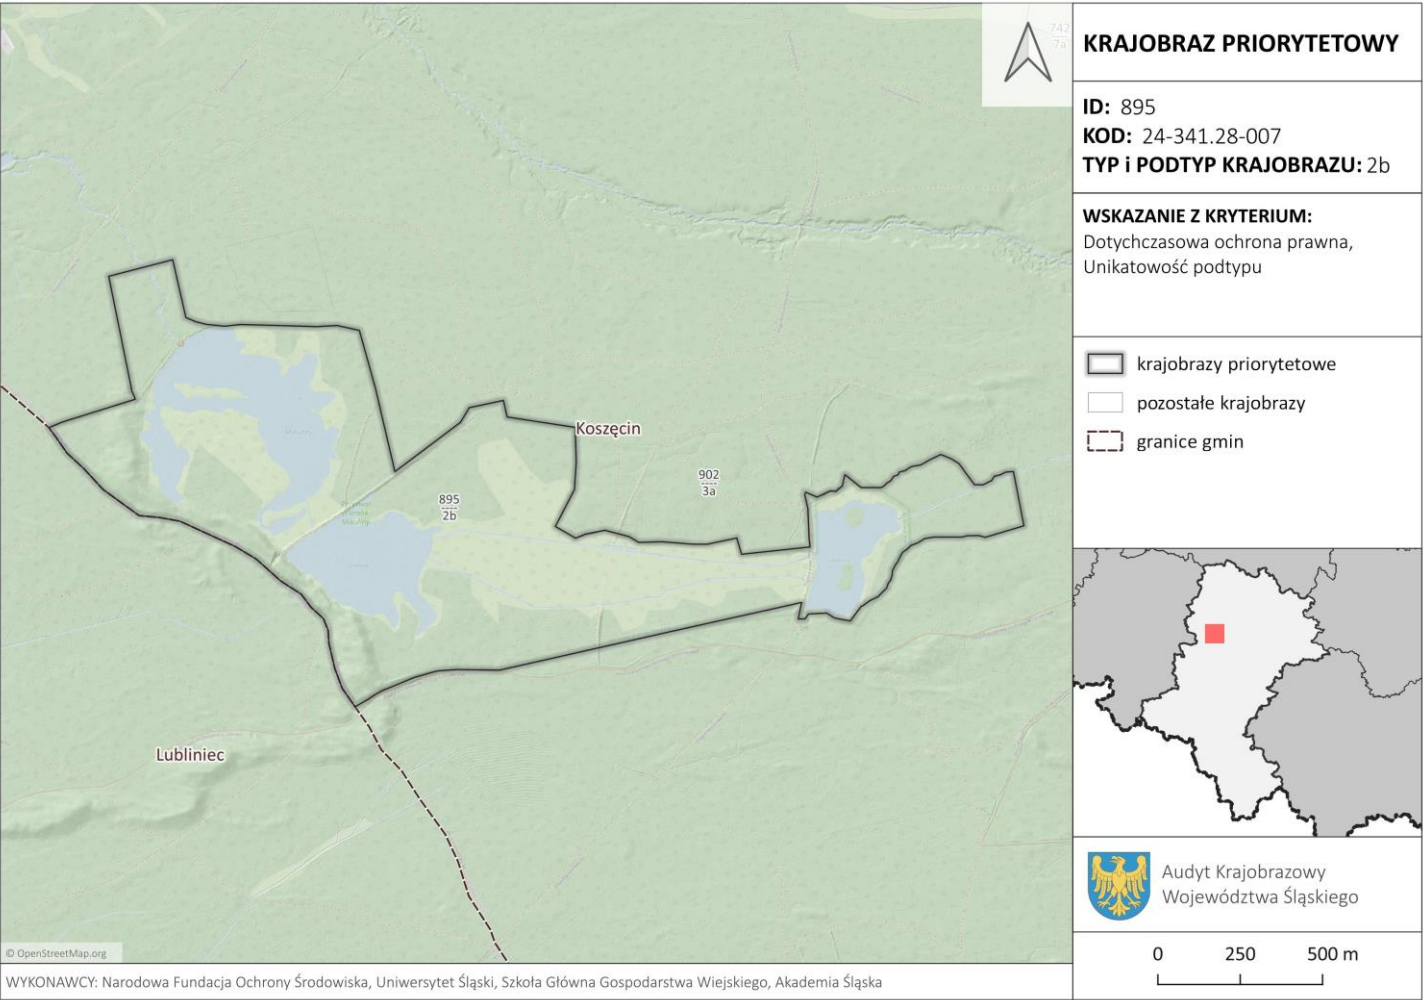 742
7a
KRAJOBRAZ PRIORYTETOWY
ID: 895
KOD: 24-341.28-007
TYP i PODTYP KRAJOBRAZU: 2b
WSKAZANIE Z KRYTERIUM:
Dotychczasowa ochrona prawna,
Unikatowość podtypu
krajobrazy priorytetowe
pozostałe krajobrazy
granice gmin
Koszęcin
902
3a
895
2b
Lubliniec
Audyt Krajobrazowy
Województwa Śląskiego
0 250 500 m
© OpenStreetMap.org
WYKONAWCY: Narodowa Fundacja Ochrony Środowiska, Uniwersytet Śląski, Szkoła Główna Gospodarstwa Wiejskiego, Akademia Śląska